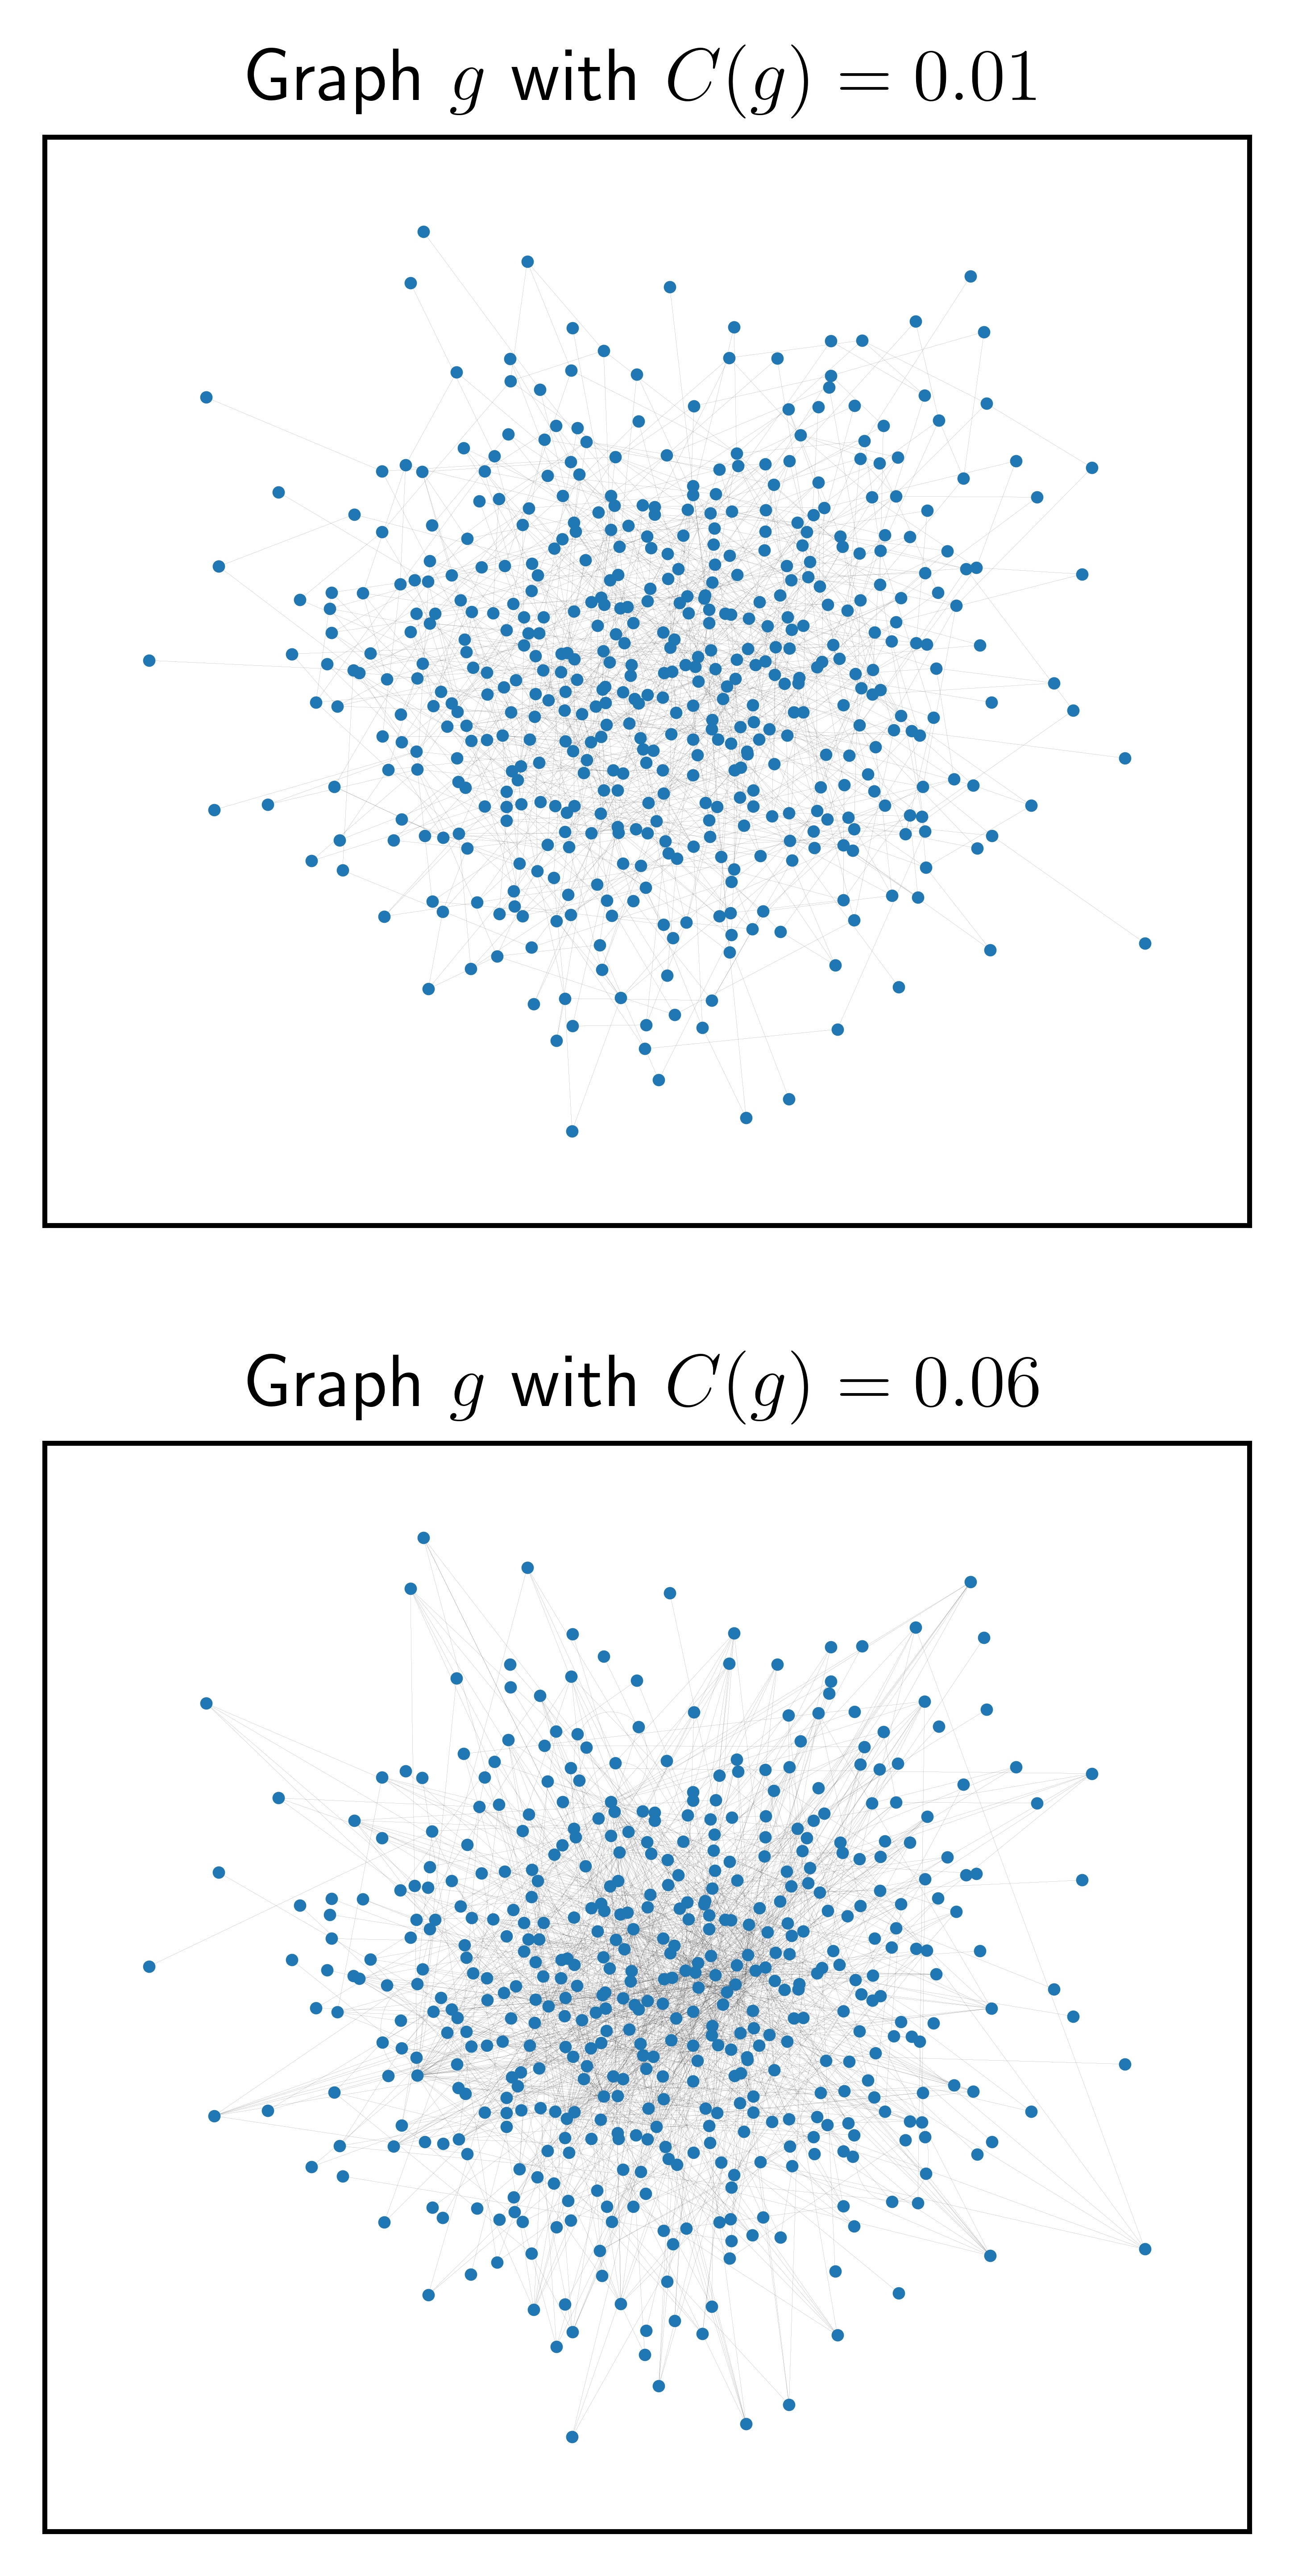 Graph g with C(g) = 0.01
Graph g with C(g) = 0.06